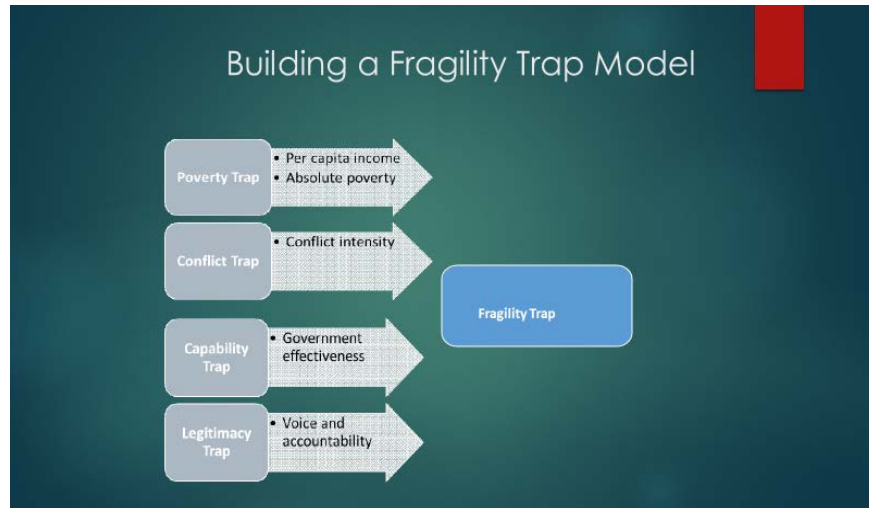 Building a Fragility Trap Model
Poverty Trap
• Per capita income
• Absolute poverty
Conflict Trap
• Conflict intensity
Fragility Trap
Capability
Trap
• Government
effectiveness
Legitimacy
Trap
• Voice and
accountability